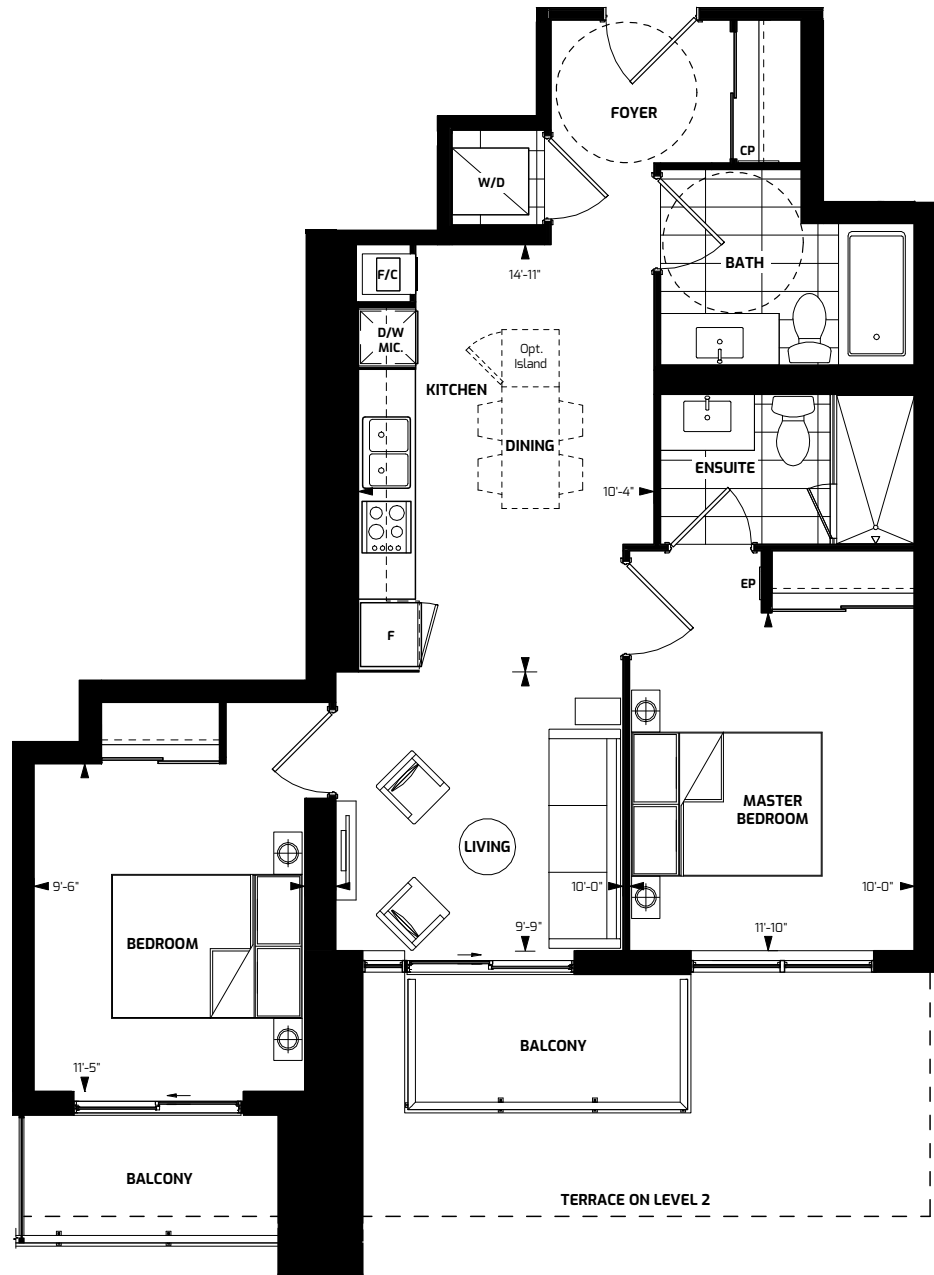 FOYER
CP
W/D
BATH
F/C
14'-11"
D/W
MIC.
Opt.
Island
KITCHEN
DINING
ENSUITE
10'-4"
EP
F
MASTER
BEDROOM
LIVING
9'-6"
10'-0"
10'-0"
9'-9"
11'-10"
BEDROOM
BALCONY
11'-5"
BALCONY
TERRACE ON LEVEL 2